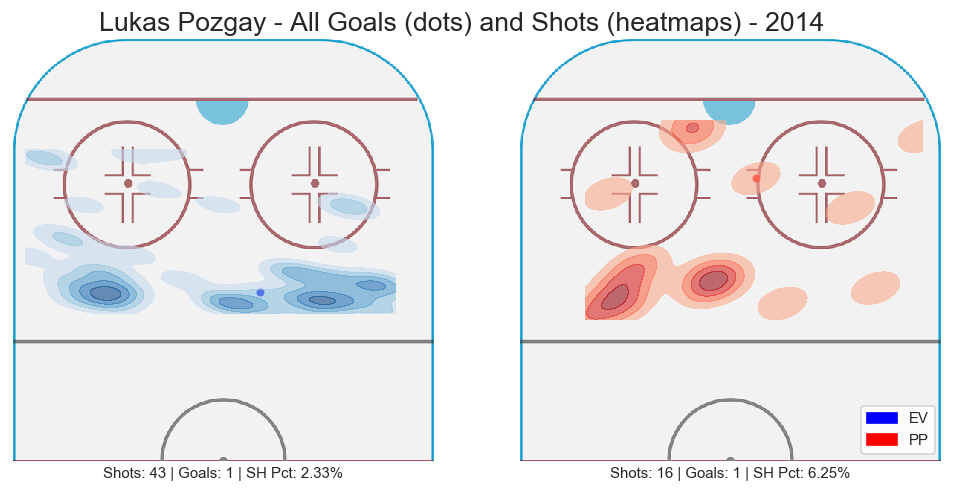 Lukas Pozgay - All Goals (dots) and Shots (heatmaps) - 2014
EV
PP
Shots: 43 | Goals: 1 | SH Pct: 2.33%
Shots: 16 | Goals: 1 | SH Pct: 6.25%